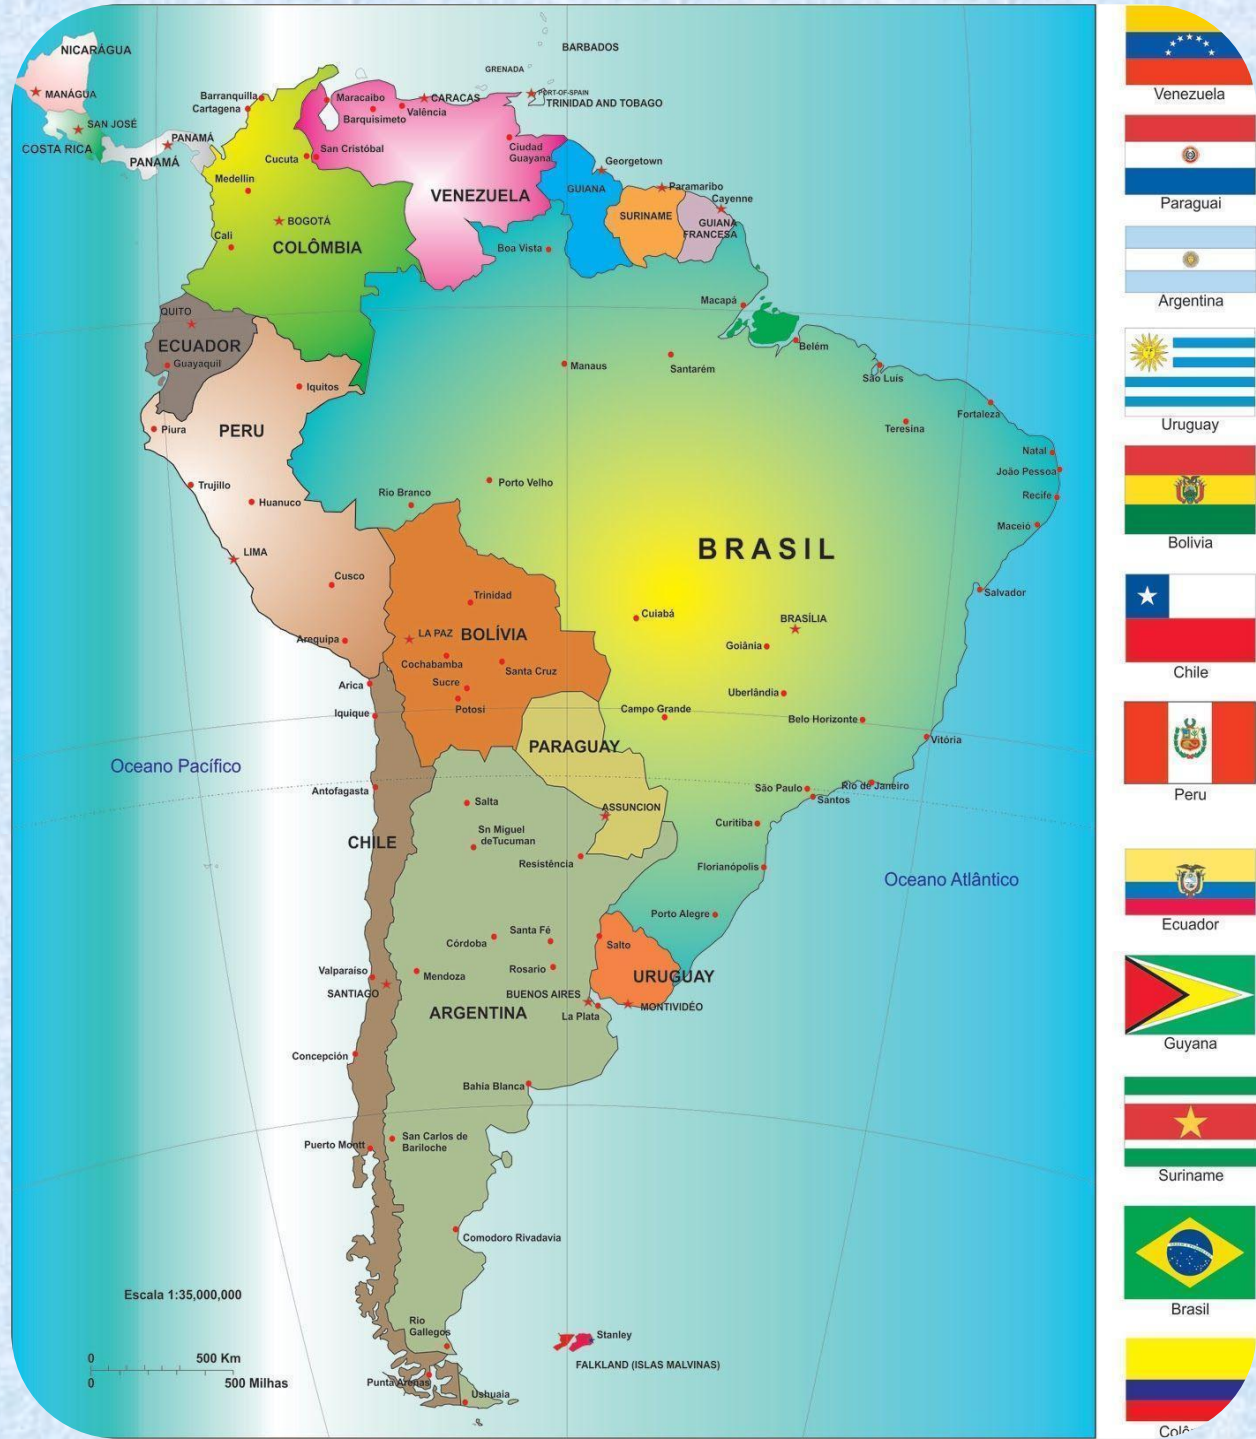 NICARÁGUA
MANÁGUA
SAN JOSÉ
COSTA RICA
PANAMÁ
PANAMÁ
BARBADOS
GRENADA
PORT-OF-SPAIN
TRINIDAD AND TOBAGO
Barranquilla
Cartagena
Maracaibo
CARACAS
Barquisimeto
Valência
Cucuta
San Cristóbal
Ciudad
Guayana
Medellin
VENEZUELA
BOGOTÁ
Cali
COLÔMBIA
Georgetown
GUIANA
Paramaribo
SURINAME
Cayenne
GUIANA
FRANCESA
Boa Vista
QUITO
ECUADOR
Guayaquil
Macapá
Belém
Manaus
Santarém
São Luis
Iquitos
Fortaleza
Teresina
Piura
PERU
Natal
João Pessoa
Trujillo
Huanuco
Rio Branco
Porto Velho
Recife
Maceió
LIMA
BRASIL
Cusco
Salvador
Trinidad
Cuiabá
BRASÍLIA
Arequipa
LA PAZ
BOLÍVIA
Goiânia
Cochabamba
Santa Cruz
Arica
Sucre
Uberlândia
Iquique
Potosi
Campo Grande
Belo Horizonte
PARAGUAY
Vitória
Oceano Pacífico
Antofagasta
São Paulo
Rio de Janeiro
Santos
Salta
ASSUNCION
CHILE
Sn Miguel
deTucuman
Curitiba
Resistência
Florianópolis
Oceano Atlântico
Santa Fé
Porto Alegre
Córdoba
Salto
Valparaíso
Mendoza
Rosario
URUGUAY
SANTIAGO
BUENOS AIRES
MONTIVIDÉO
ARGENTINA
La Plata
Concepción
Bahia Blanca
Puerto Montt
San Carlos de
Bariloche
Comodoro Rivadavia
Escala 1:35,000,000
Rio
Gallegos
Stanley
FALKLAND (ISLAS MALVINAS)
0
500 Km
0
500 Milhas
Punta Arenas
Ushuaia
Venezuela
Paraguai
Argentina
Uruguay
Bolivia
Chile
Peru
Ecuador
Guyana
Suriname
Brasil